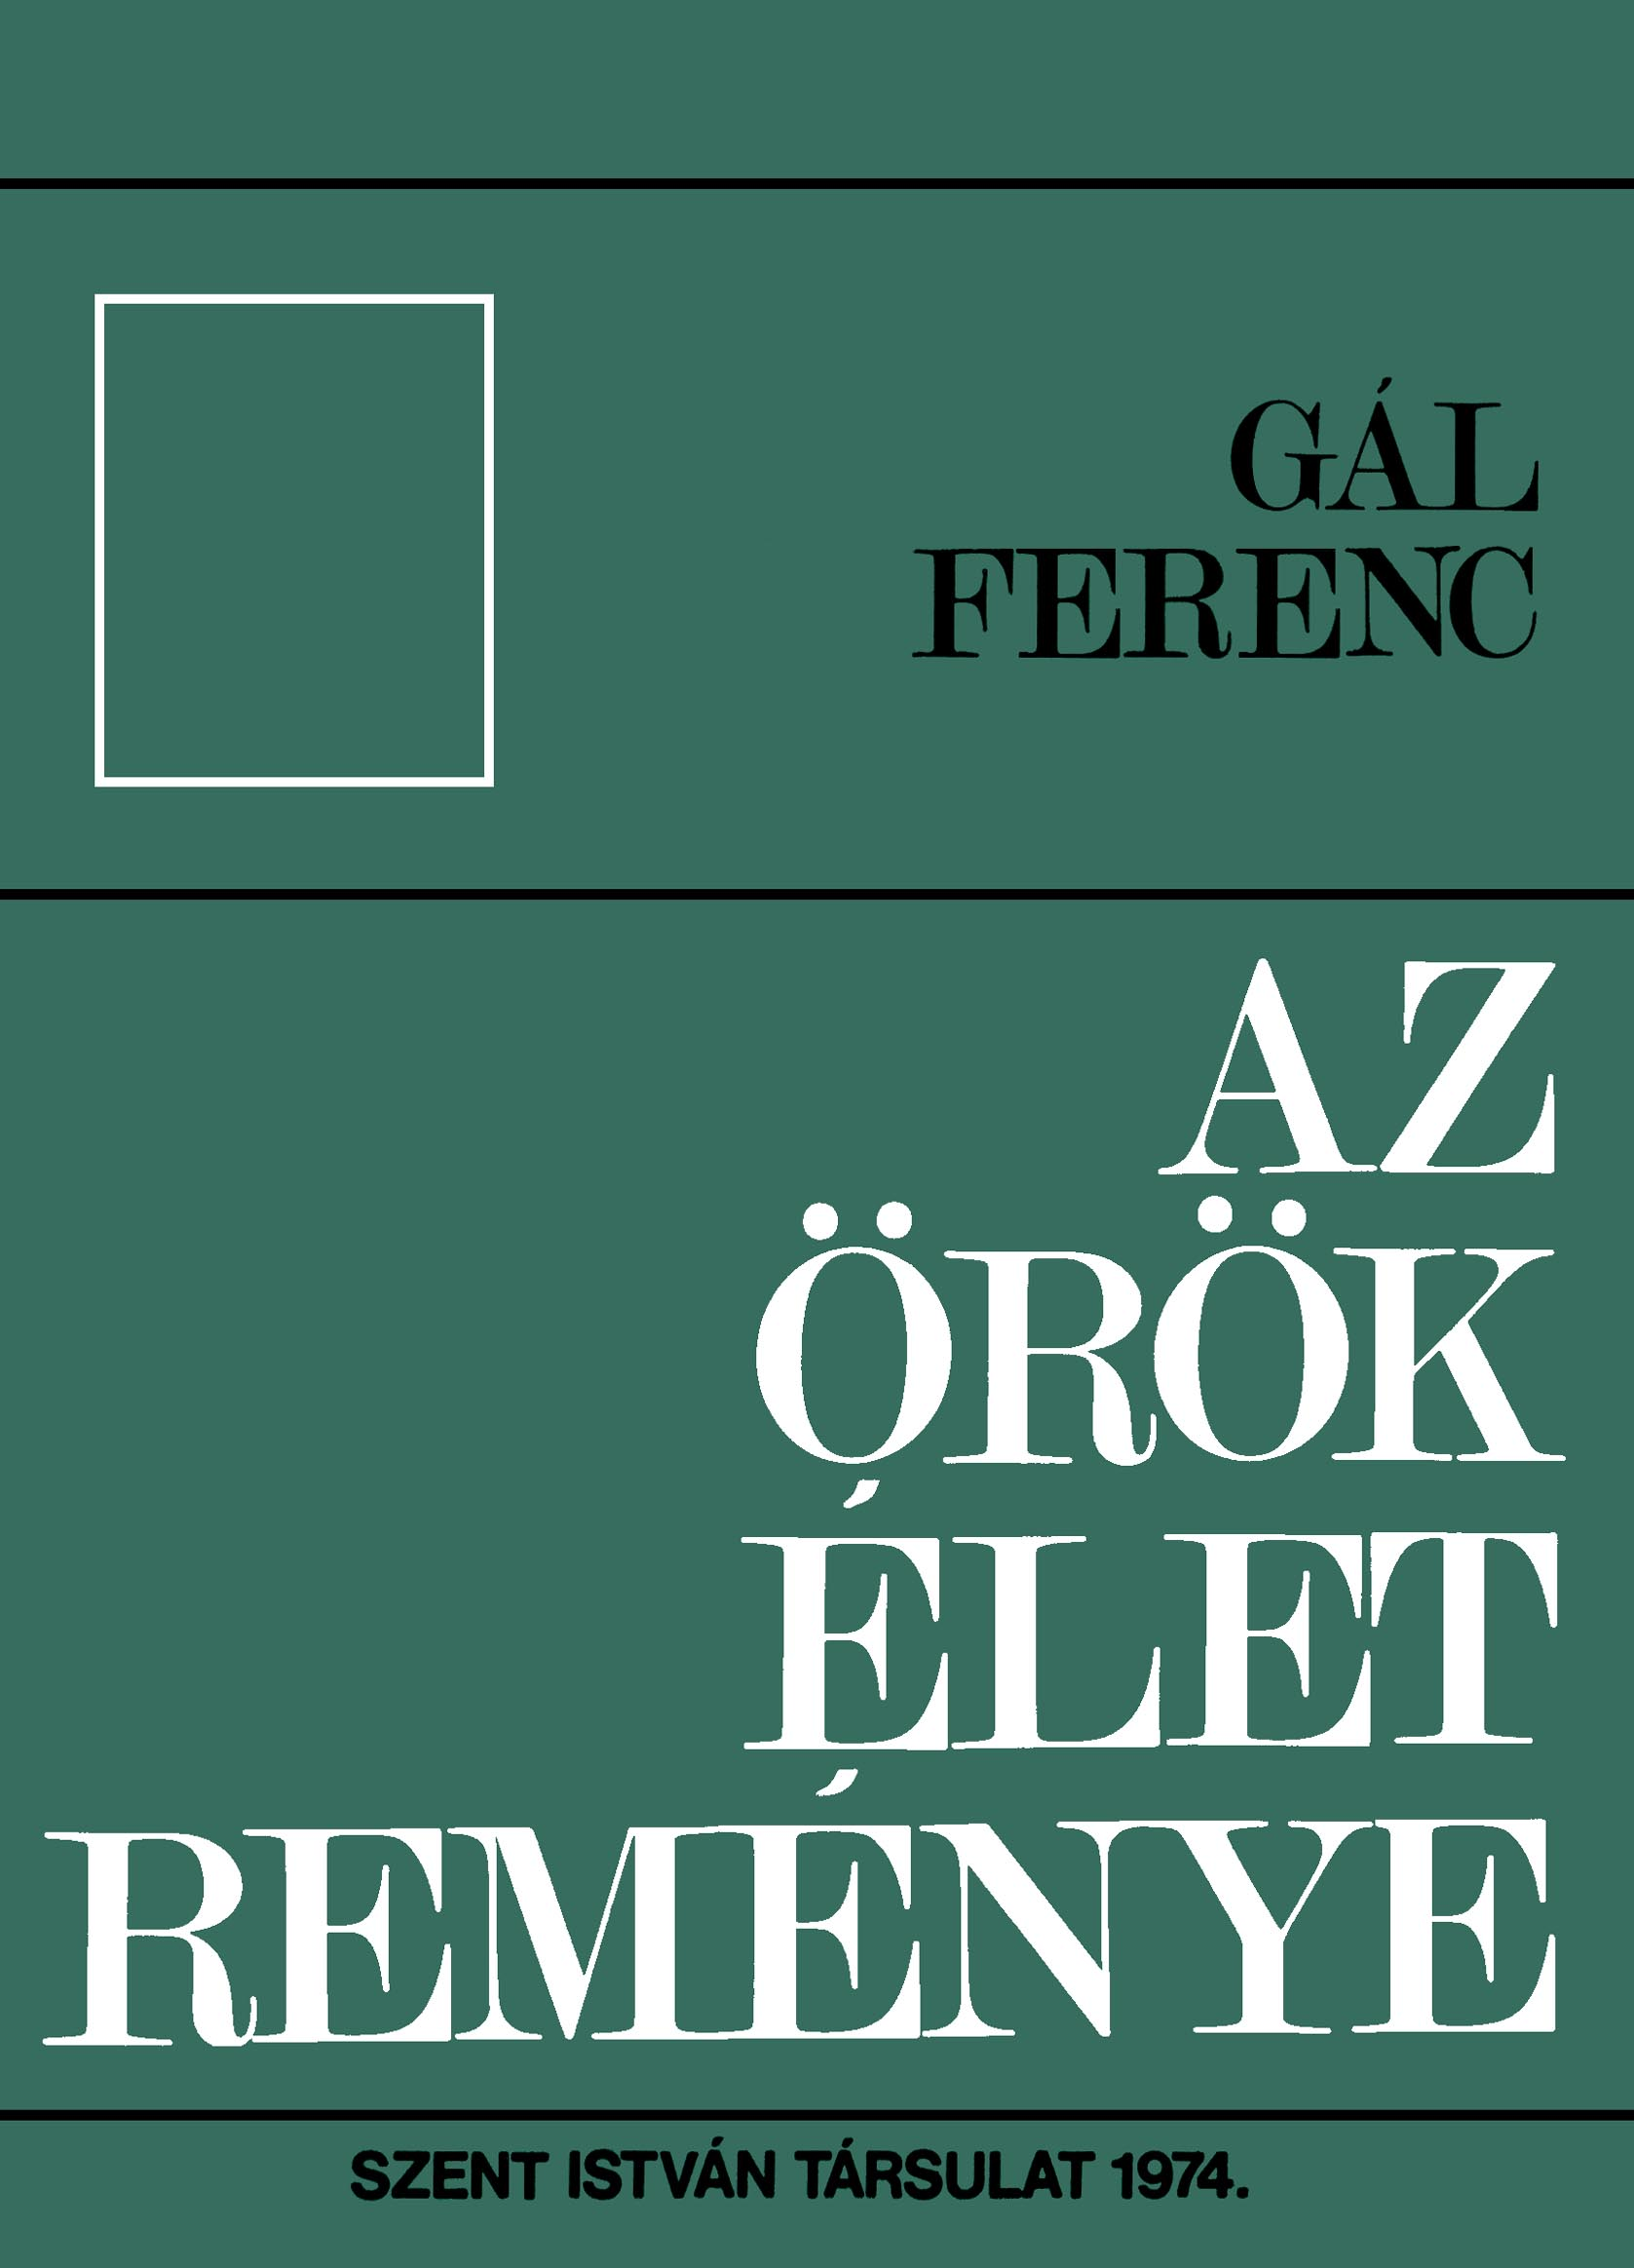 GÁL
FERENC
AZ
ÖRÖK
ÉLET
REMÉNYE
SZENT ISTVÁN TÁRSULAT 1974.